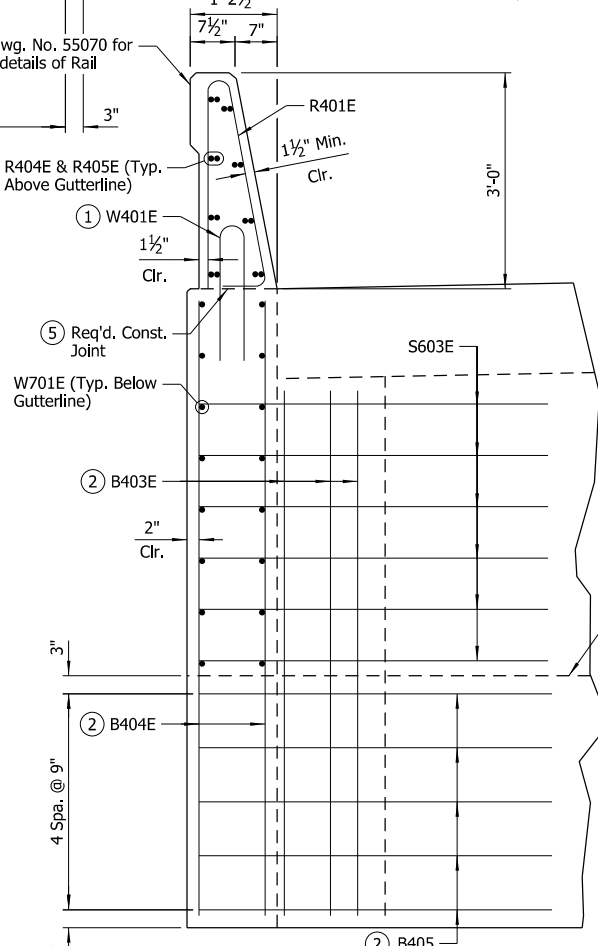 1'-2½"
7½"
7"
wg. No. 55070 for
details of Rail
3"
R401E
1½" Min.
Clr.
3'-0"
R404E & R405E (Typ.
Above Gutterline)
1 W401E
1½"
Clr.
5 Req'd. Const.
Joint
S603E
W701E (Typ. Below
Gutterline)
2 B403E
2"
Clr.
3"
2 B404E
4 Spa. @ 9"
2 B405